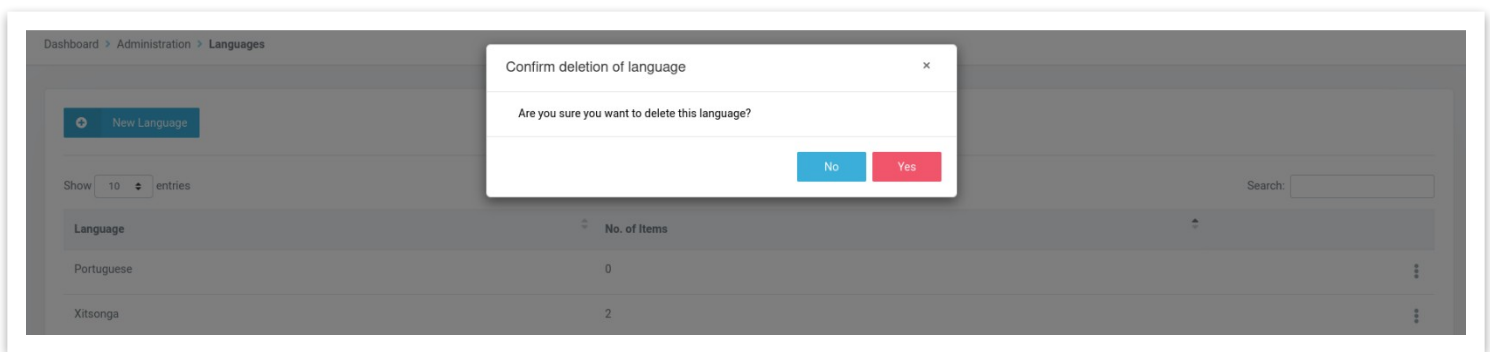 Dashboard > Administration > Languages
Confirm deletion of language ×
Are you sure you want to delete this language?
New Language
No Yes
Show 10 entries Search:
Language No. of Items
Portuguese 0
Xitsonga 2